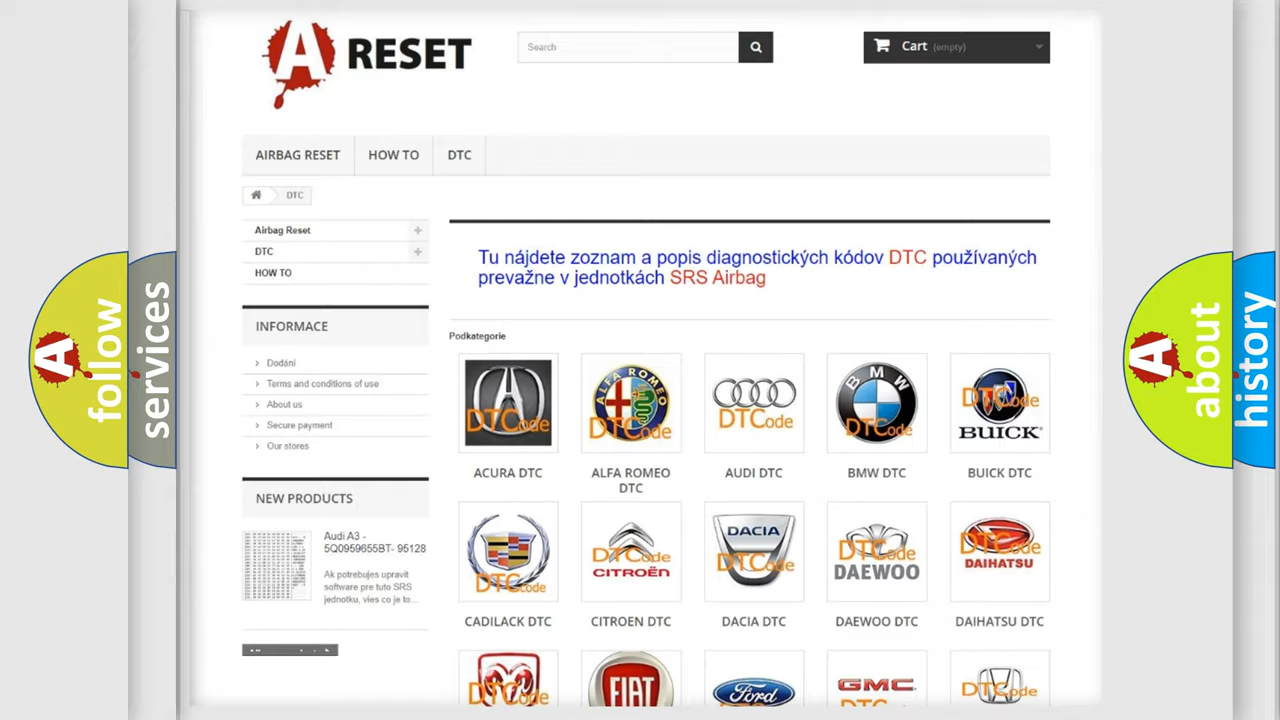 A RESET
Search
Cart (empty)
AIRBAG RESET
HOW TO
DTC
DTC
Airbag Reset
DTC
HOW TO
INFORMACE
Dodání
Terms and conditions of use
About us
Secure payment
Our stores
NEW PRODUCTS
Audi A3 -
5Q0959655BT- 95128
Ak potrebujes upravit
software pre tuto SRS
jednotku, vies co je to...
Tu nájdete zoznam a popis diagnostických kódov DTC používaných
prevažne v jednotkách SRS Airbag
Podkategorie
DTCode
ALFA ROMEO
DTCode
DTCode
BMW
DTCode
DTCode
BUICK
ACURA DTC
ALFA ROMEO
DTC
AUDI DTC
BMW DTC
BUICK DTC
DTCode
DTCode
CITROËN
DACIA
DTCode
DTCode
DAEWOO
DTCode
DAIHATSU
CADILACK DTC
CITROEN DTC
DACIA DTC
DAEWOO DTC
DAIHATSU DTC
DTCode
FIAT
Ford
GMC
DTCode
A
follow
services
A
about
history